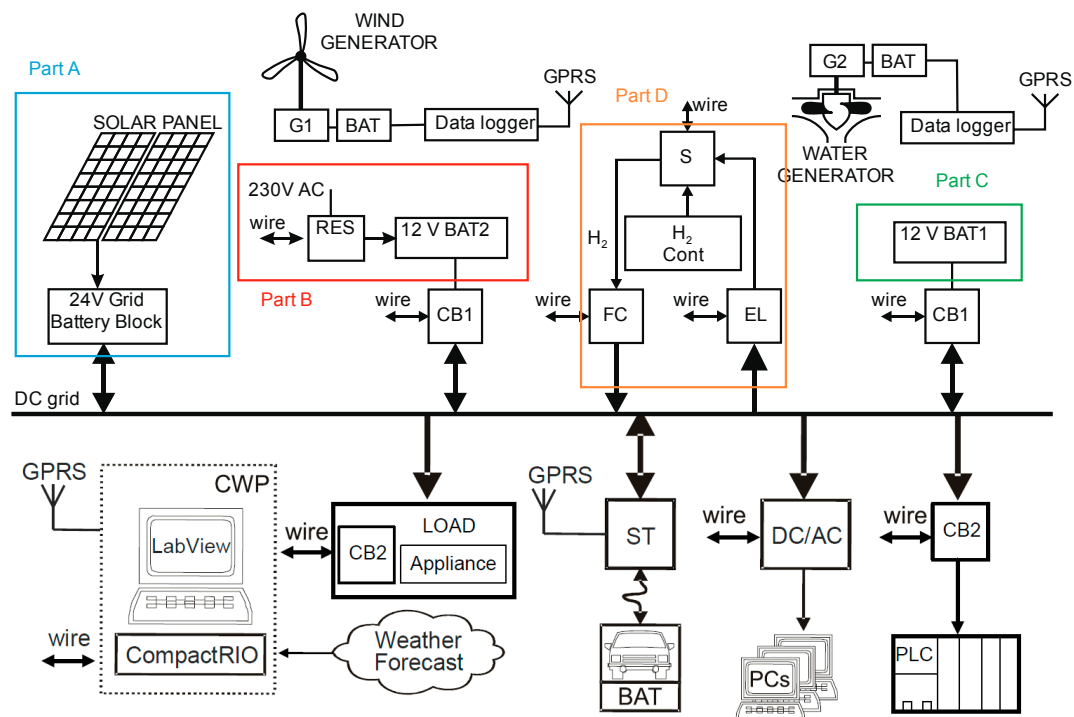 WIND
GENERATOR
Part A
GPRS
G1
BAT
Data logger
Part D
wire
G2
BAT
GPRS
Data logger
WATER
GENERATOR
SOLAR PANEL
S
230V AC
wire
RES
12 V BAT2
H2
H2
Cont
Part C
12 V BAT1
24V Grid
Battery Block
Part B
wire
CB1
wire
FC
wire
EL
wire
CB1
DC grid
GPRS
CWP
LabView
wire
CompactRIO
wire
LOAD
CB2
Appliance
Weather
Forecast
GPRS
ST
BAT
wire
DC/AC
PCs
wire
CB2
PLC